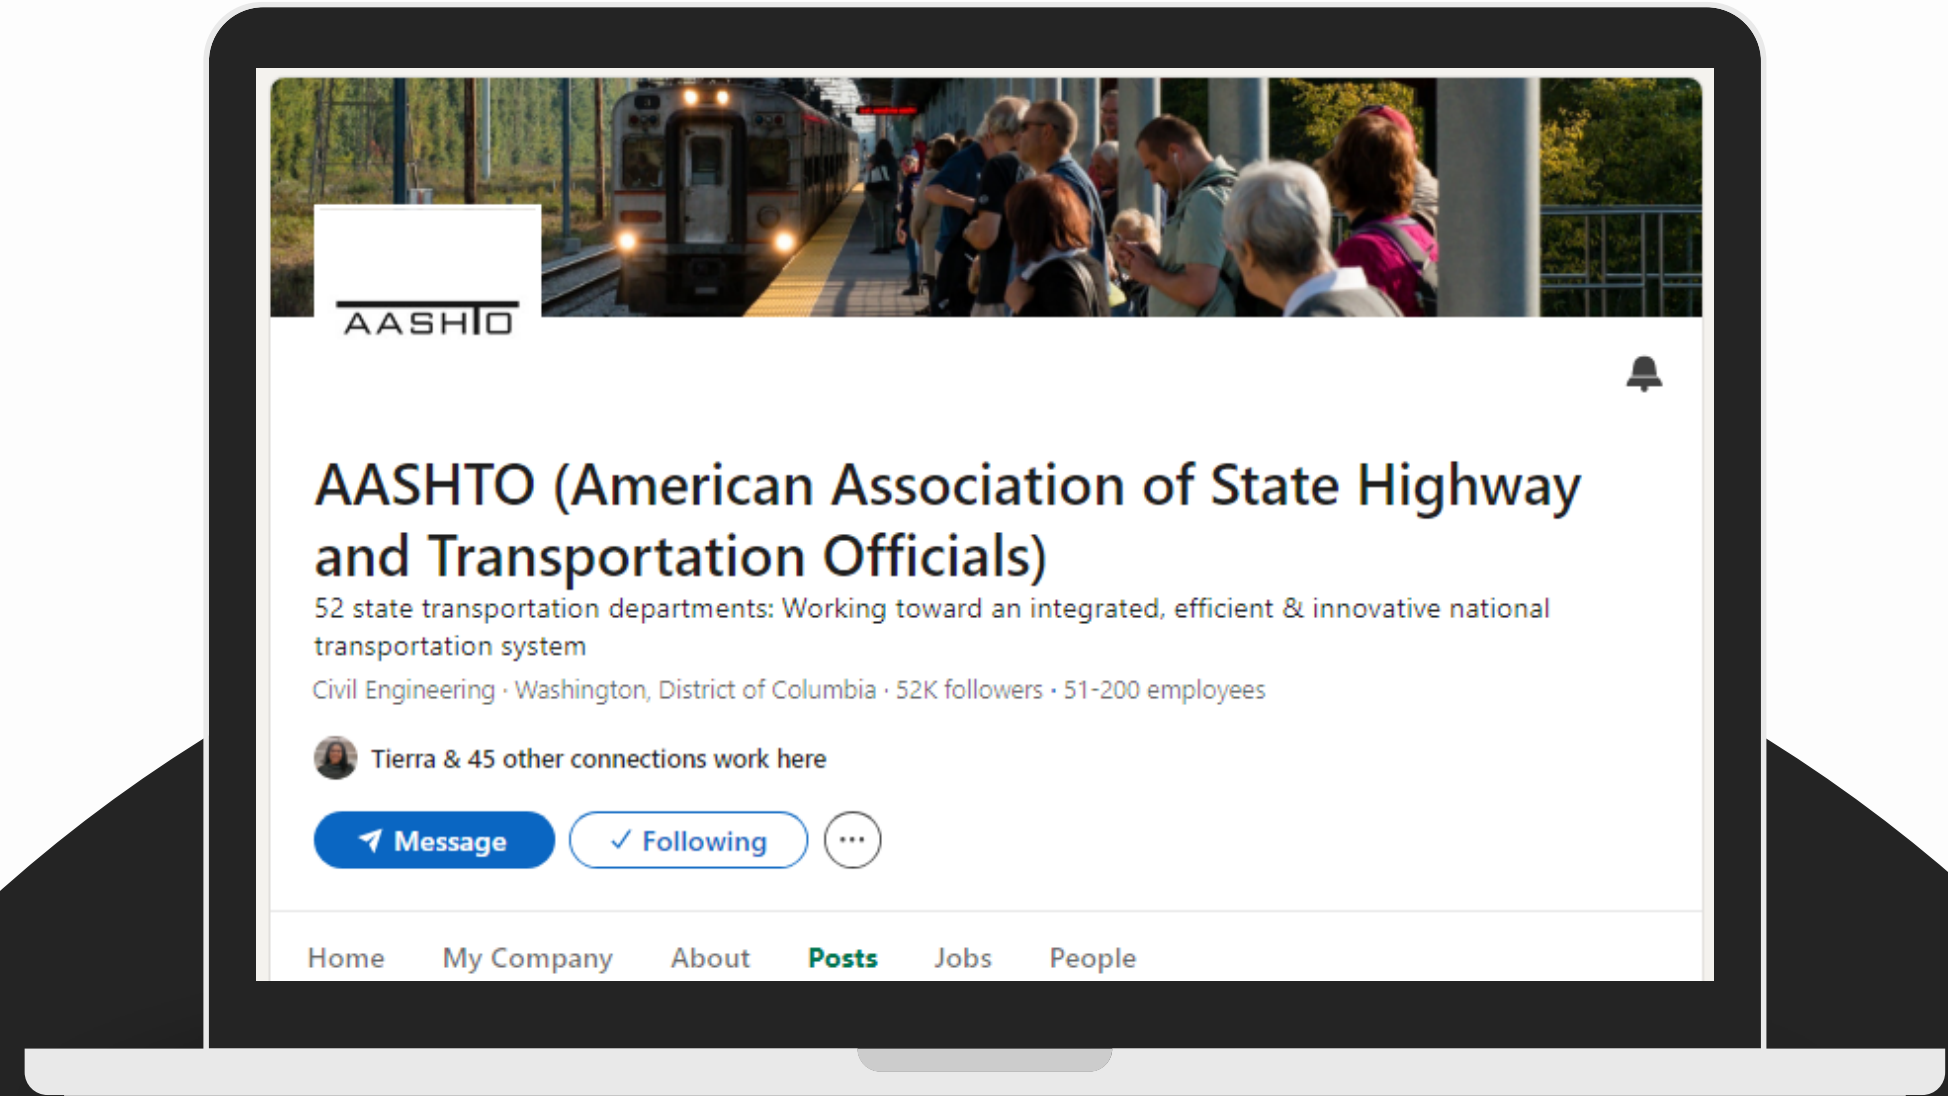 AASHTO
AASHTO (American Association of State Highway
and Transportation Officials)
52 state transportation departments: Working toward an integrated, efficient & innovative national
transportation system
Civil Engineering · Washington, District of Columbia · 52K followers · 51-200 employees
Tierra & 45 other connections work here
Message ✓ Following ...
Home My Company About Posts Jobs People